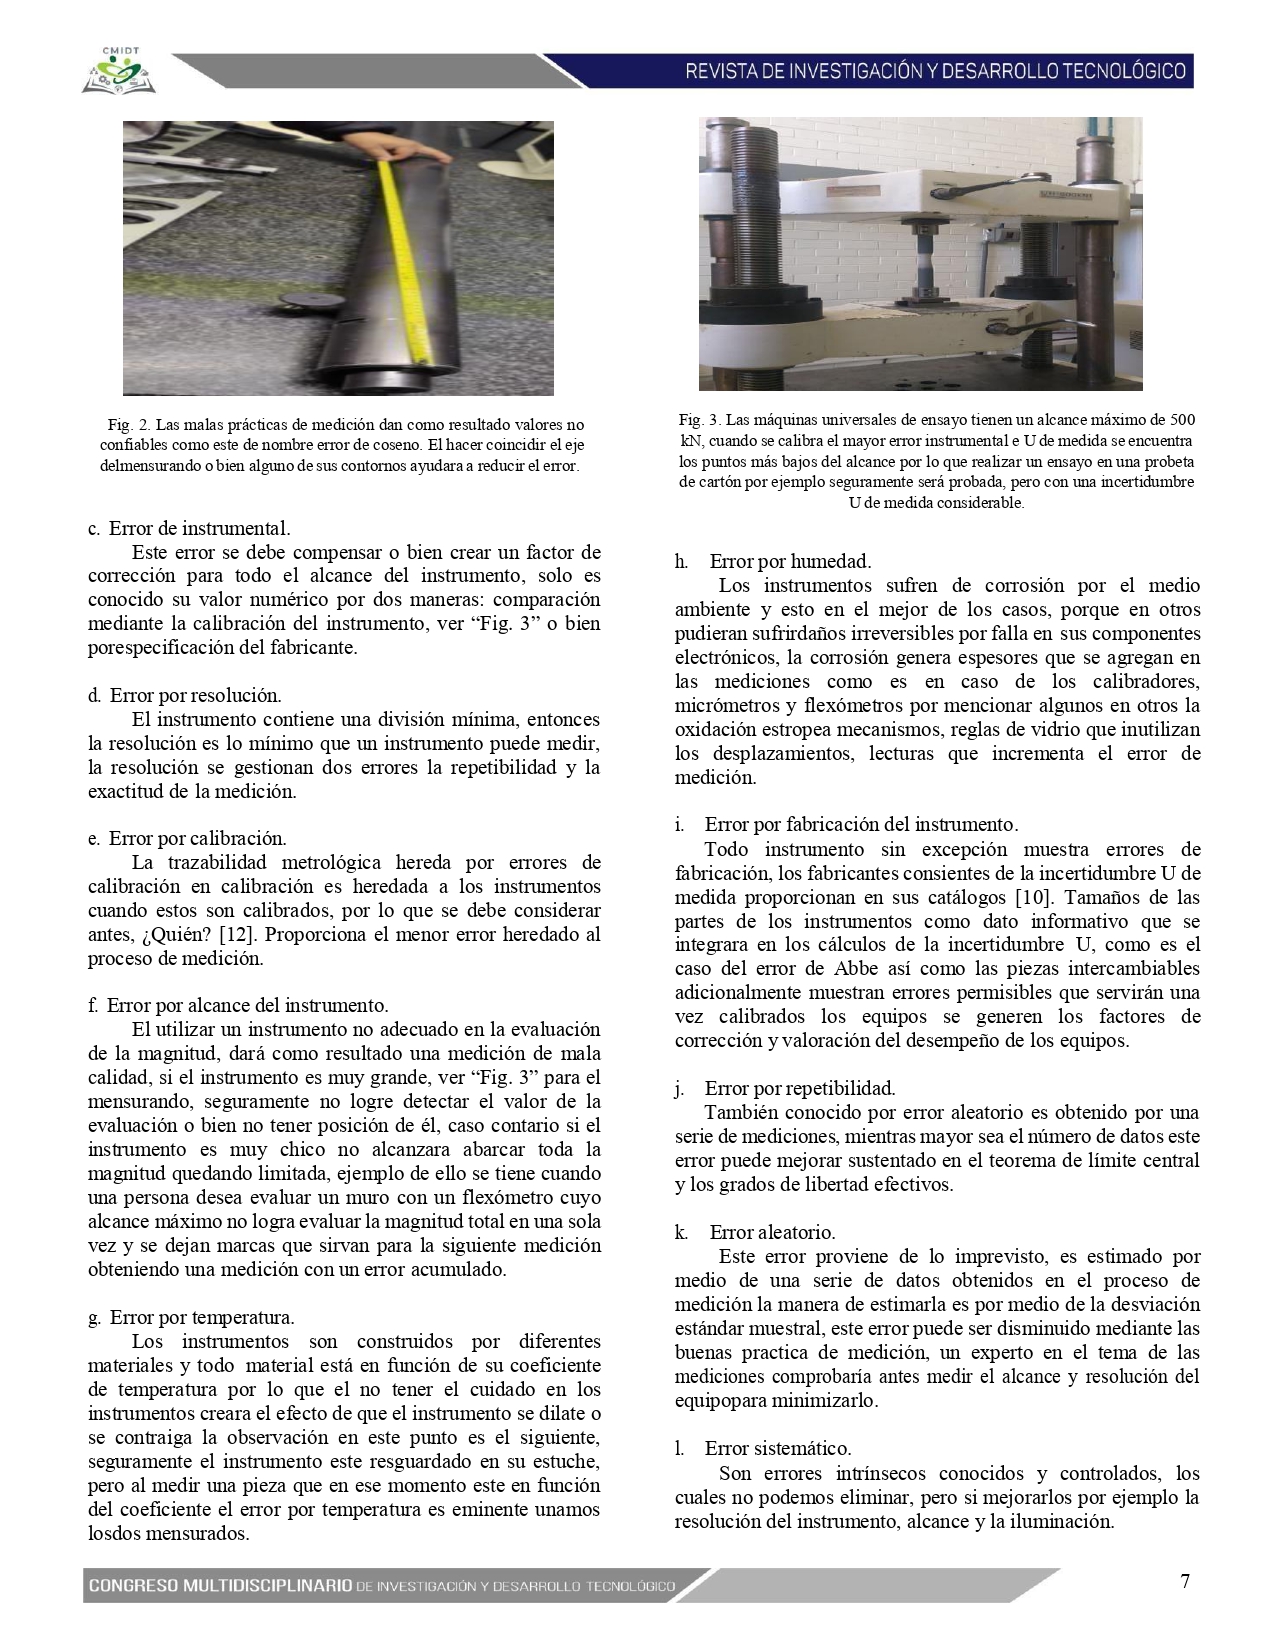 CMIDT
REVISTA DE INVESTIGACIÓN Y DESARROLLO TECNOLÓGICO
Fig. 2. Las malas prácticas de medición dan como resultado valores no
confiables como este de nombre error de coseno. El hacer coincidir el eje
delmensurando o bien alguno de sus contornos ayudara a reducir el error.
c. Error de instrumental.
Este error se debe compensar o bien crear un factor de
corrección para todo el alcance del instrumento, solo es
conocido su valor numérico por dos maneras: comparación
mediante la calibración del instrumento, ver “Fig. 3” o bien
porespecificación del fabricante.
d. Error por resolución.
El instrumento contiene una división mínima, entonces
la resolución es lo mínimo que un instrumento puede medir,
la resolución se gestionan dos errores la repetibilidad y la
exactitud de la medición.
e. Error por calibración.
La trazabilidad metrológica hereda por errores de
calibración en calibración es heredada a los instrumentos
cuando estos son calibrados, por lo que se debe considerar
antes, ¿Quién? [12]. Proporciona el menor error heredado al
proceso de medición.
f. Error por alcance del instrumento.
El utilizar un instrumento no adecuado en la evaluación
de la magnitud, dará como resultado una medición de mala
calidad, si el instrumento es muy grande, ver “Fig. 3” para el
mensurando, seguramente no logre detectar el valor de la
evaluación o bien no tener posición de él, caso contario si el
instrumento es muy chico no alcanzara abarcar toda la
magnitud quedando limitada, ejemplo de ello se tiene cuando
una persona desea evaluar un muro con un flexómetro cuyo
alcance máximo no logra evaluar la magnitud total en una sola
vez y se dejan marcas que sirvan para la siguiente medición
obteniendo una medición con un error acumulado.
g. Error por temperatura.
Los instrumentos son construidos por diferentes
materiales y todo material está en función de su coeficiente
de temperatura por lo que el no tener el cuidado en los
instrumentos creara el efecto de que el instrumento se dilate o
se contraiga la observación en este punto es el siguiente,
seguramente el instrumento este resguardado en su estuche,
pero al medir una pieza que en ese momento este en función
del coeficiente el error por temperatura es eminente unamos
losdos mensurados.
Fig. 3. Las máquinas universales de ensayo tienen un alcance máximo de 500
kN, cuando se calibra el mayor error instrumental e U de medida se encuentra
los puntos más bajos del alcance por lo que realizar un ensayo en una probeta
de cartón por ejemplo seguramente será probada, pero con una incertidumbre
U de medida considerable.
h. Error por humedad.
Los instrumentos sufren de corrosión por el medio
ambiente y esto en el mejor de los casos, porque en otros
pudieran sufrirdaños irreversibles por falla en sus componentes
electrónicos, la corrosión genera espesores que se agregan en
las mediciones como es en caso de los calibradores,
micrómetros y flexómetros por mencionar algunos en otros la
oxidación estropea mecanismos, reglas de vidrio que inutilizan
los desplazamientos, lecturas que incrementa el error de
medición.
i. Error por fabricación del instrumento.
Todo instrumento sin excepción muestra errores de
fabricación, los fabricantes consientes de la incertidumbre U de
medida proporcionan en sus catálogos [10]. Tamaños de las
partes de los instrumentos como dato informativo que se
integrara en los cálculos de la incertidumbre U, como es el
caso del error de Abbe así como las piezas intercambiables
adicionalmente muestran errores permisibles que servirán una
vez calibrados los equipos se generen los factores de
corrección y valoración del desempeño de los equipos.
j. Error por repetibilidad.
También conocido por error aleatorio es obtenido por una
serie de mediciones, mientras mayor sea el número de datos este
error puede mejorar sustentado en el teorema de límite central
y los grados de libertad efectivos.
k. Error aleatorio.
Este error proviene de lo imprevisto, es estimado por
medio de una serie de datos obtenidos en el proceso de
medición la manera de estimarla es por medio de la desviación
estándar muestral, este error puede ser disminuido mediante las
buenas practica de medición, un experto en el tema de las
mediciones comprobaría antes medir el alcance y resolución del
equipopara minimizarlo.
l. Error sistemático.
Son errores intrínsecos conocidos y controlados, los
cuales no podemos eliminar, pero si mejorarlos por ejemplo la
resolución del instrumento, alcance y la iluminación.
CONGRESO MULTIDISCIPLINARIO DE INVESTIGACIÓN Y DESARROLLO TECNOLÓGICO
7